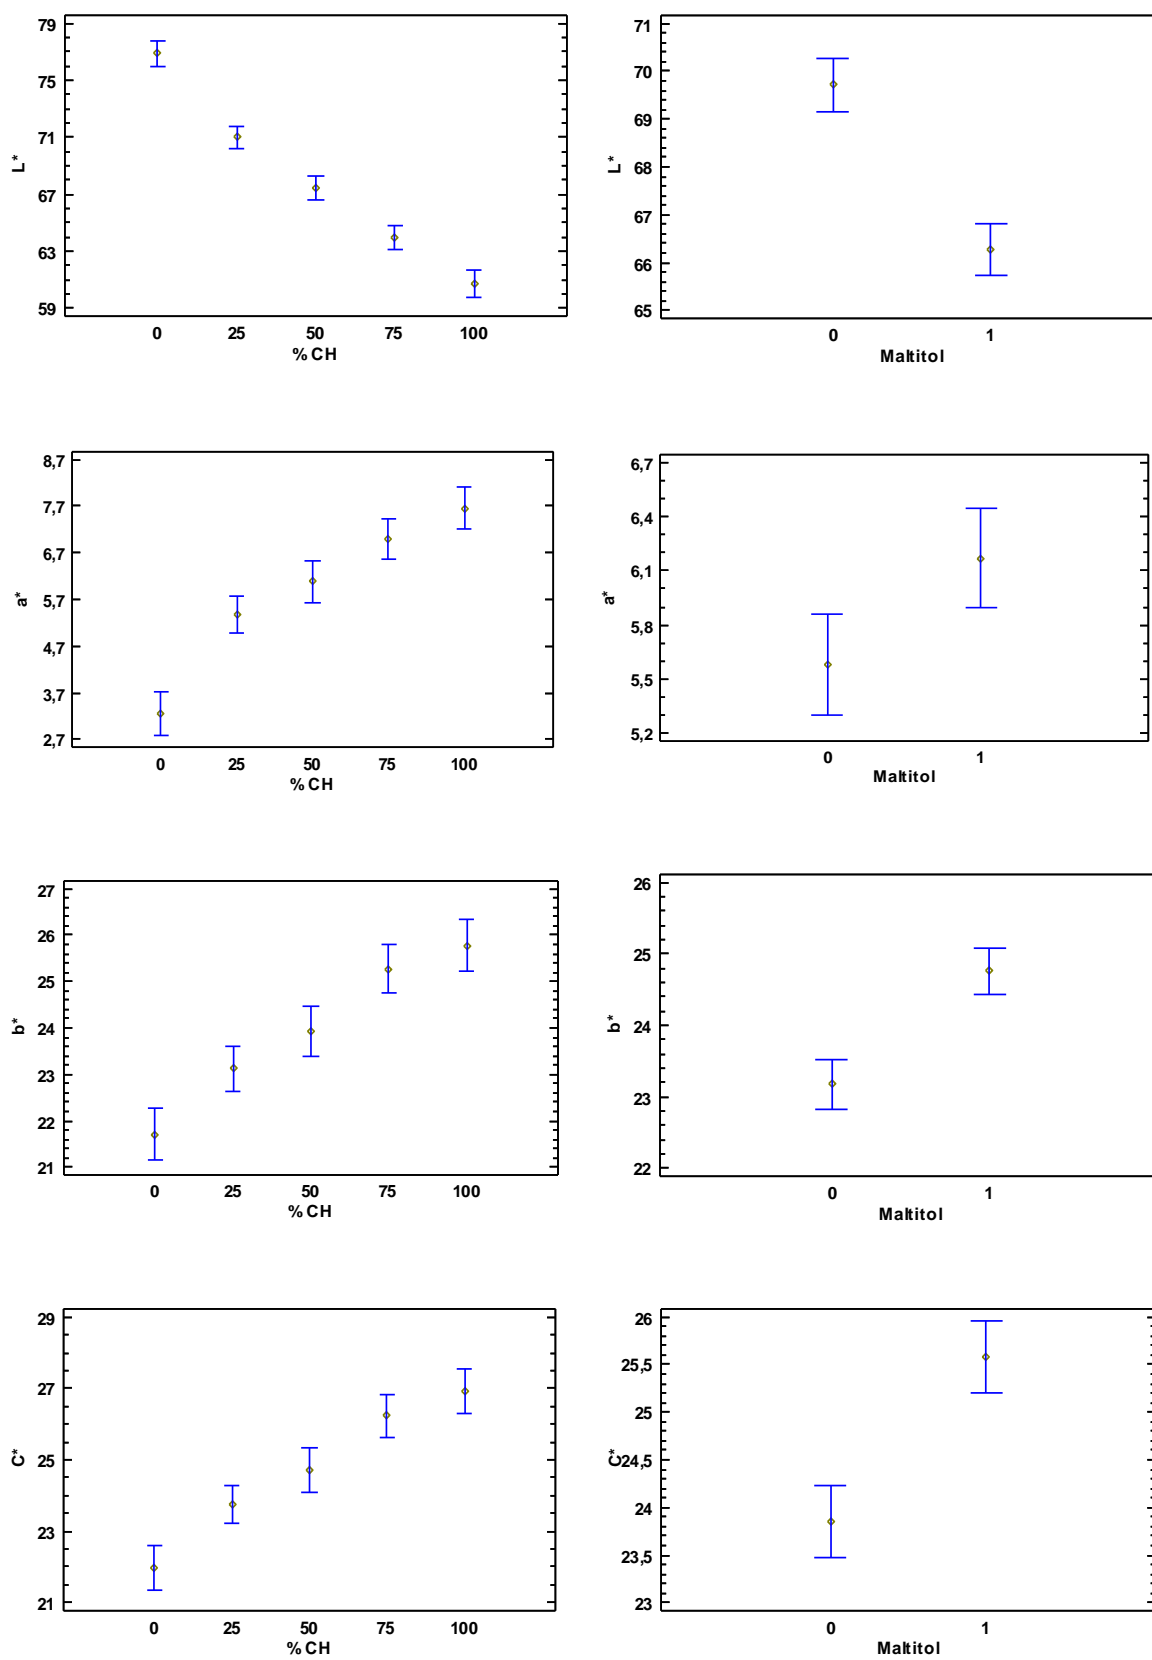 79
75
71
67
63
59
L*
0 25 50 75 100
% CH
71
70
69
68
67
66
65
L*
0 1
Maltitol
8,7
7,7
6,7
5,7
4,7
3,7
2,7
a*
0 25 50 75 100
% CH
6,7
6,4
6,1
5,8
5,5
5,2
a*
0 1
Maltitol
27
26
25
24
23
22
21
b*
0 25 50 75 100
% CH
26
25
24
23
22
b*
0 1
Maltitol
29
27
25
23
21
C*
0 25 50 75 100
% CH
26
25,5
25
24,5
24
23,5
23
C*
0 1
Maltitol